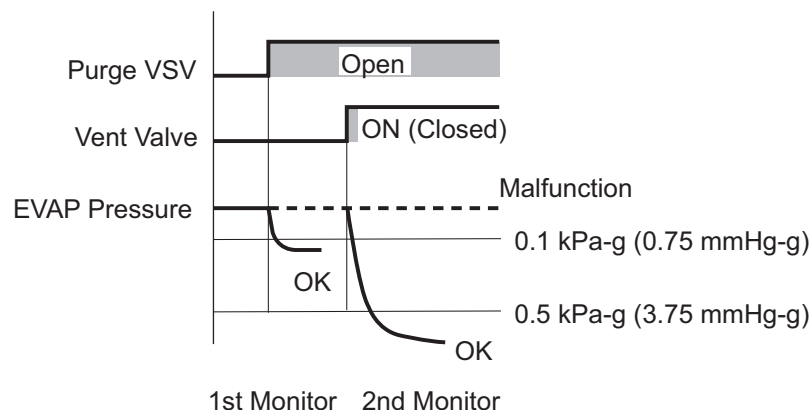 Purge VSV
Open
Vent Valve
ON (Closed)
EVAP Pressure
Malfunction
0.1 kPa-g (0.75 mmHg-g)
OK
0.5 kPa-g (3.75 mmHg-g)
OK
1st Monitor 2nd Monitor